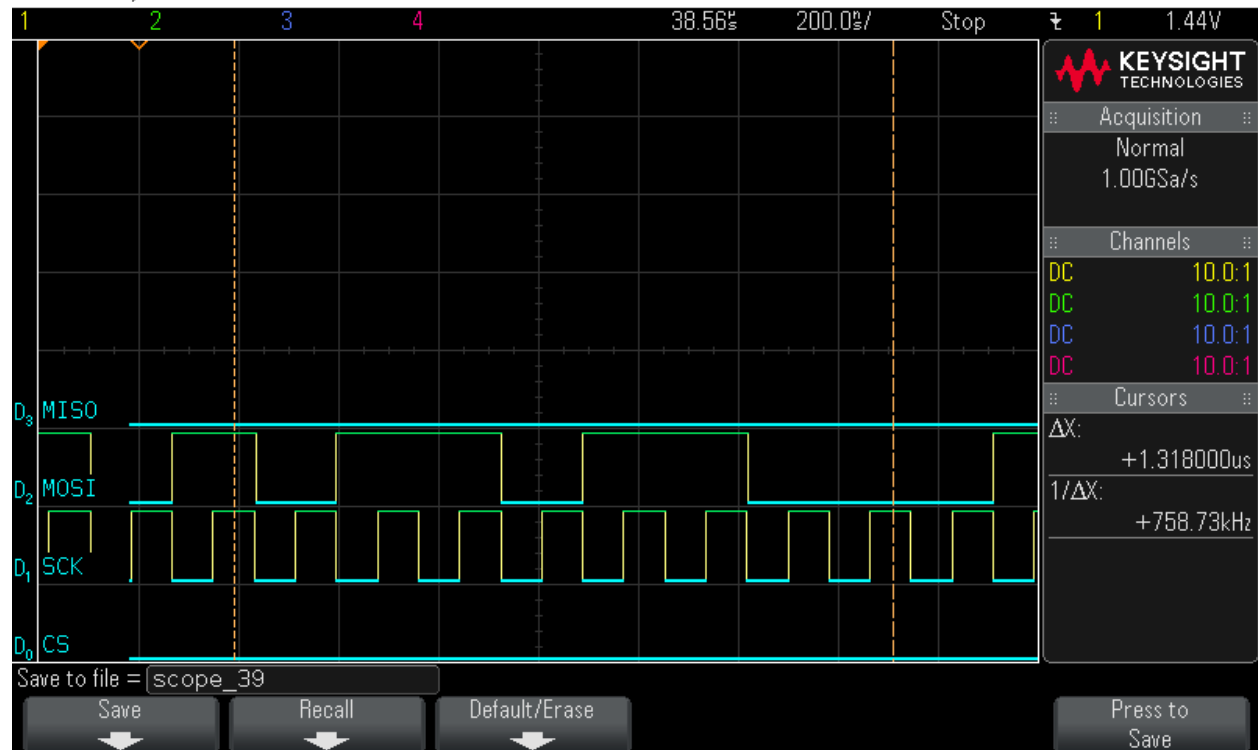 1 2 3 4 38.56µs 200.0ns/ Stop 1 1.44V
KEYSIGHT
TECHNOLOGIES
Acquisition
Normal
1.00GSa/s
Channels
DC 10.0:1
DC 10.0:1
DC 10.0:1
DC 10.0:1
Cursors
ΔX:
+1.318000us
1/ΔX:
+758.73kHz
D3 MISO
D2 MOSI
D1 SCK
D0 CS
Save to file = scope_39
Save Recall Default/Erase Press to
Save